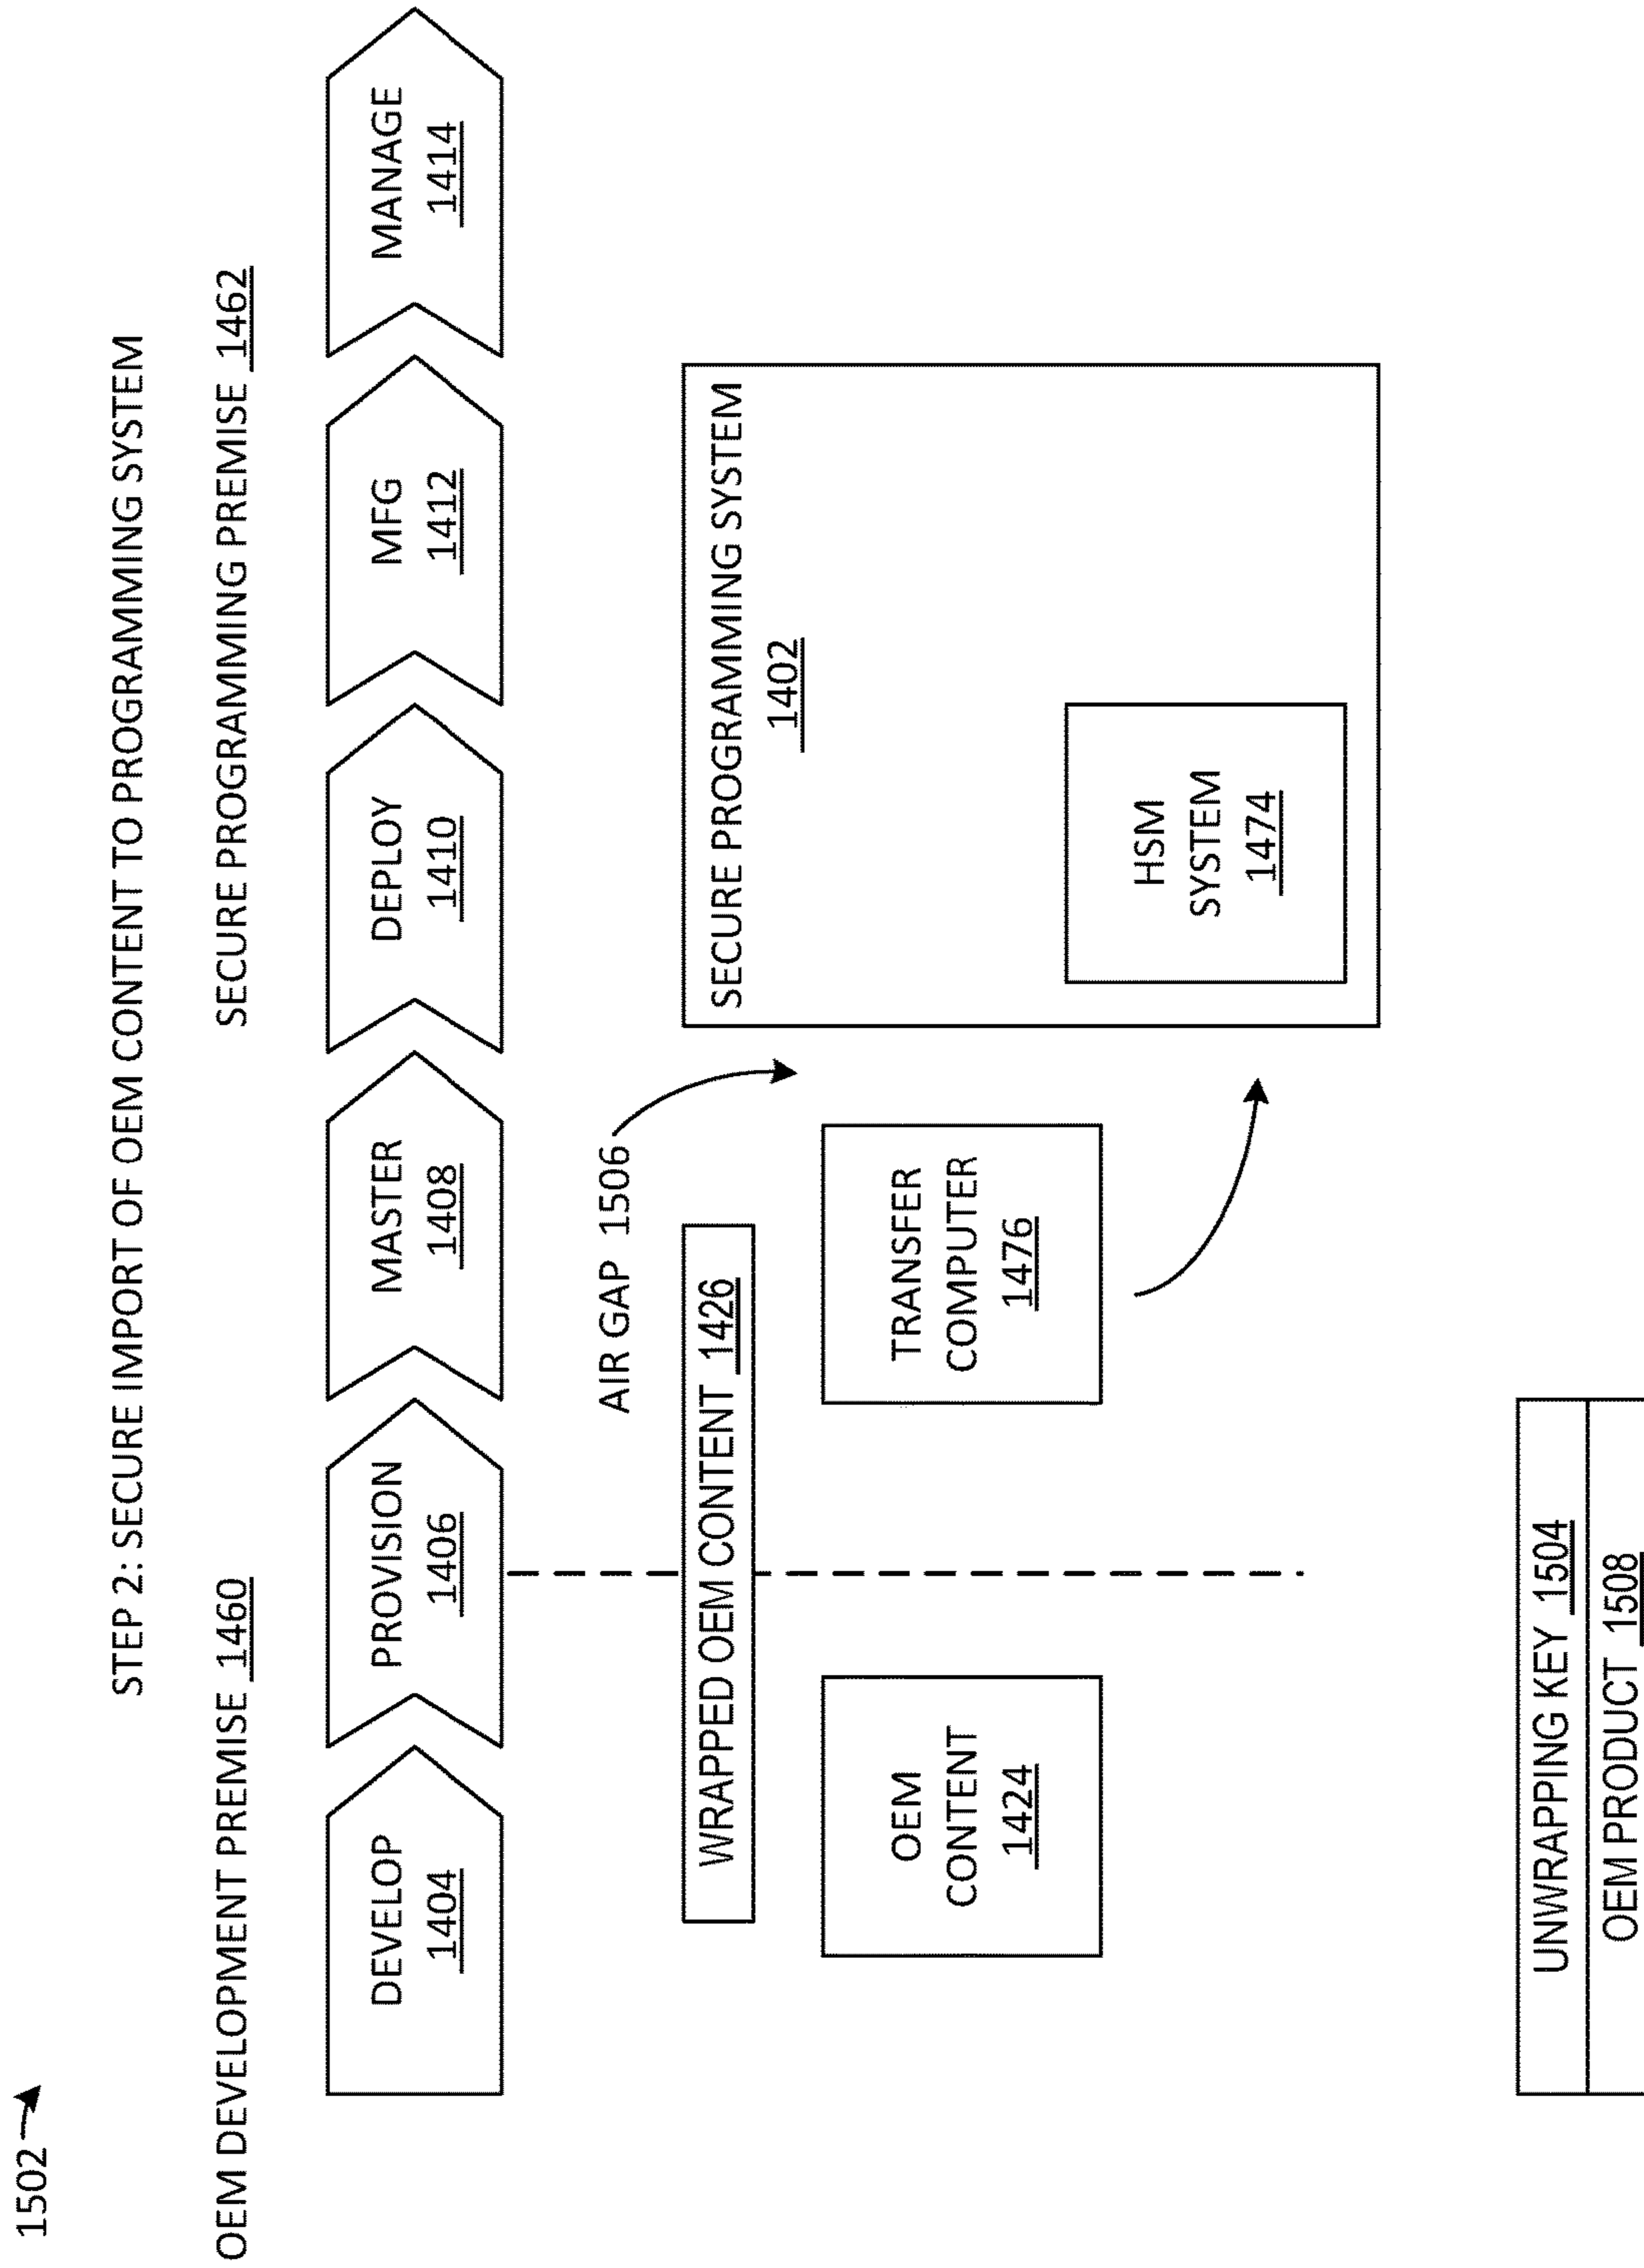 1502
STEP 2: SECURE IMPORT OF OEM CONTENT TO PROGRAMMING SYSTEM
OEM DEVELOPMENT PREMISE 1460
SECURE PROGRAMMING PREMISE 1462
DEVELOP
1404
PROVISION
1406
MASTER
1408
DEPLOY
1410
MFG
1412
MANAGE
1414
AIR GAP 1506
WRAPPED OEM CONTENT 1426
OEM
CONTENT
1424
TRANSFER
COMPUTER
1476
SECURE PROGRAMMING SYSTEM
1402
HSM
SYSTEM
1474
UNWRAPPING KEY 1504
OEM PRODUCT 1508